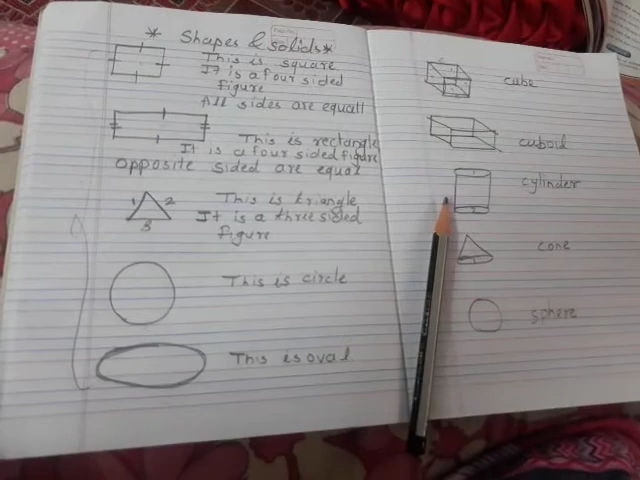 * Shapes & solids *
This is square
It is a four sided
figure
All sides are equall
This is rectangle
It is a four sided figure
opposite sided are equal
1 2
3
This is triangle
It is a three sided
figure
This is circle
This is oval
cube
cuboid
cylinder
cone
sphere